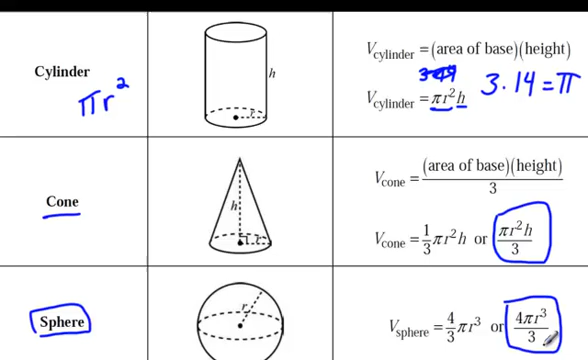 Cylinder
πr²
h
r
V_cylinder = (area of base)(height)
V_cylinder = πr²h
3.14 = π
Cone
h
r
V_cone = (area of base)(height) / 3
V_cone = 1/3 πr²h or πr²h / 3
Sphere
r
V_sphere = 4/3 πr³ or 4πr³ / 3